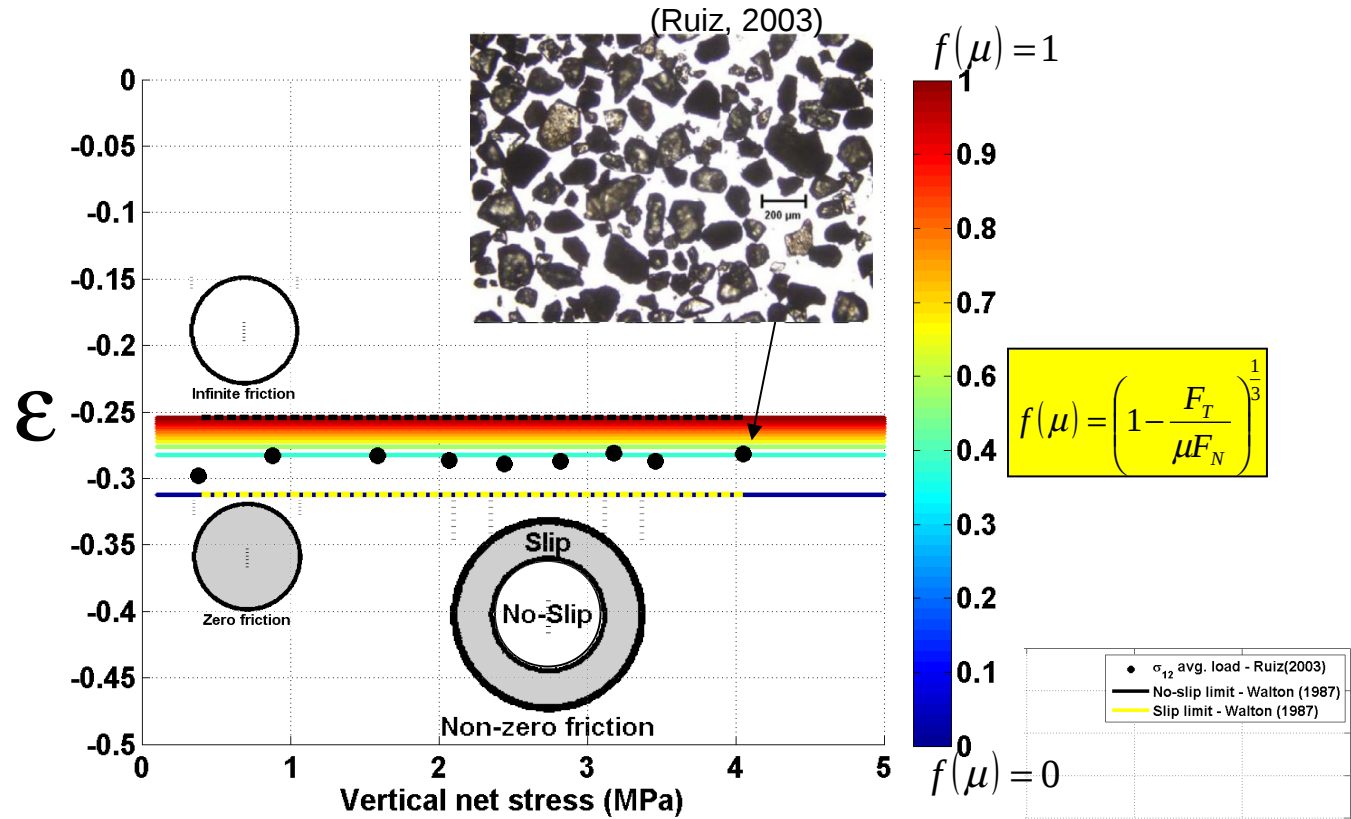 (Ruiz, 2003)
f(μ)=1
0
-0.05
-0.1
-0.15
-0.2
-0.25
-0.3
-0.35
-0.4
-0.45
-0.5
ε
200 μm
Infinite friction
Zero friction
Slip
No-Slip
Non-zero friction
0 1 2 3 4 5
Vertical net stress (MPa)
1
0.9
0.8
0.7
0.6
0.5
0.4
0.3
0.2
0.1
0
f(μ)=(1−F_T/μF_N)^1/3
f(μ)=0
σ12 avg. load - Ruiz(2003)
No-slip limit - Walton (1987)
Slip limit - Walton (1987)